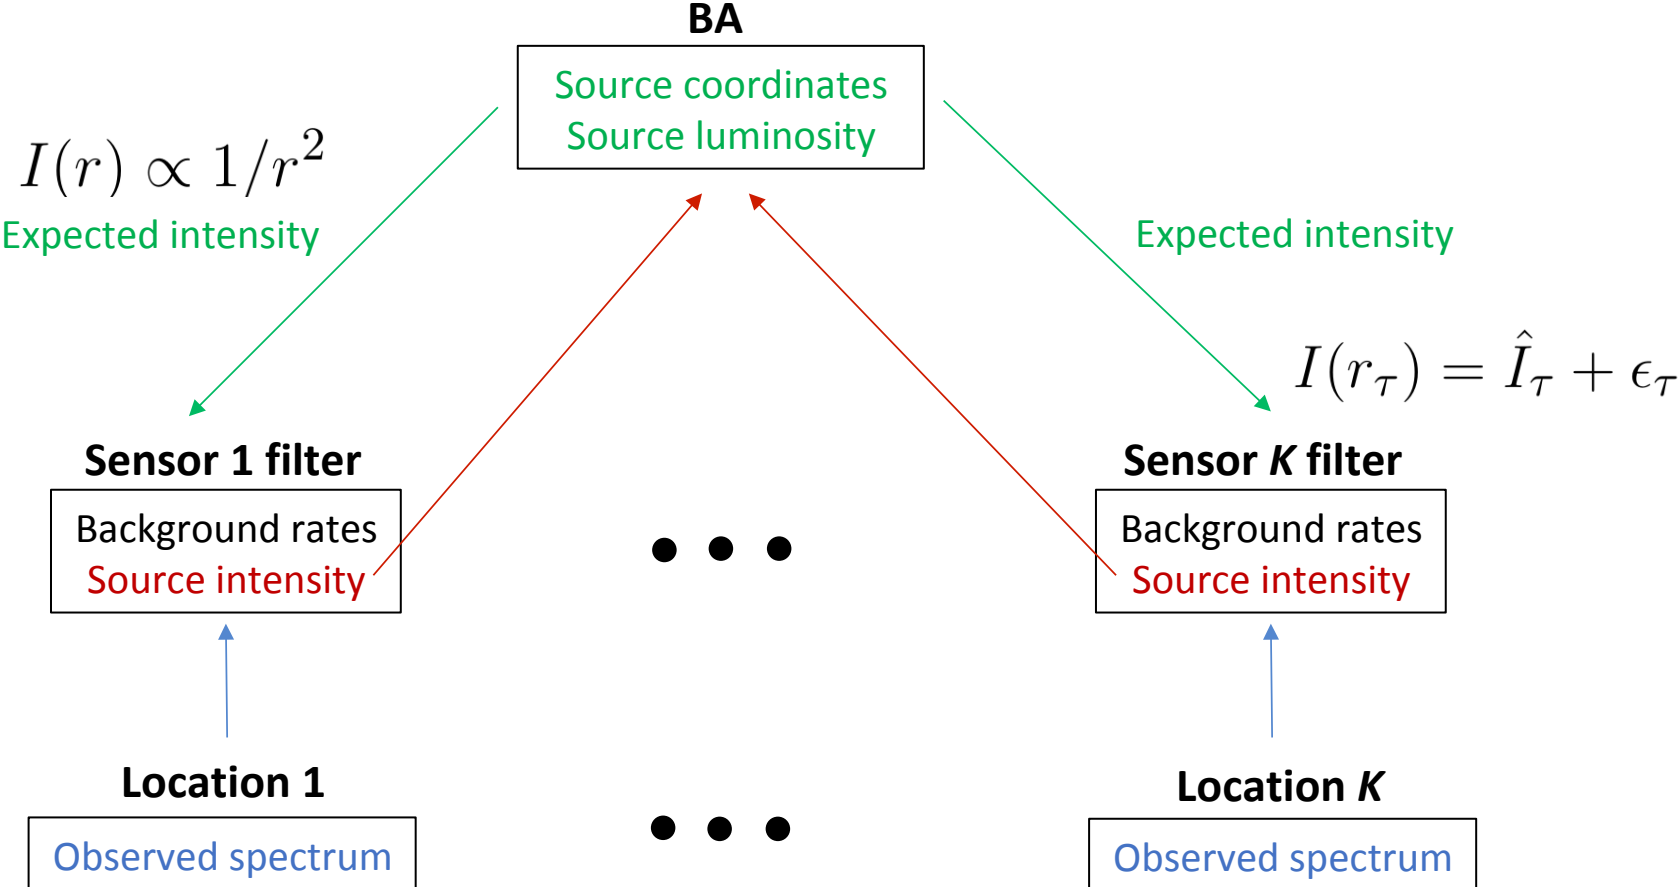 BA
Source coordinates
Source luminosity
I(r) ∝ 1/r²
Expected intensity
Expected intensity
I(r_τ) = Î_τ + ϵ_τ
Sensor 1 filter
Background rates
Source intensity
Sensor K filter
Background rates
Source intensity
Location 1
Observed spectrum
Location K
Observed spectrum